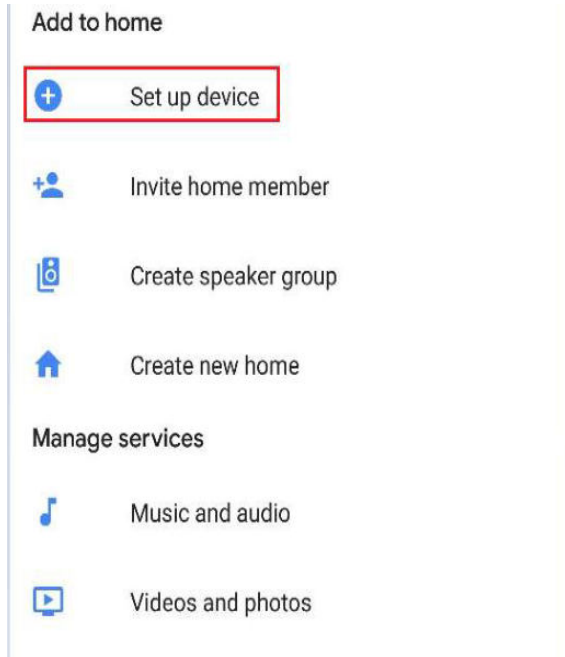 Add to home
Set up device
Invite home member
Create speaker group
Create new home
Manage services
Music and audio
Videos and photos